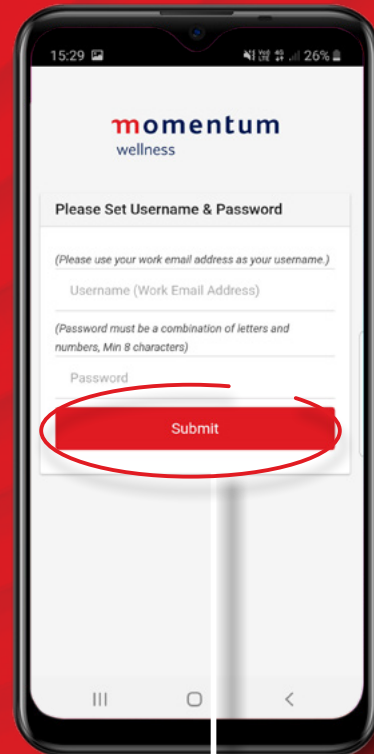 15:29 26%
momentum
wellness
Please Set Username & Password
(Please use your work email address as your username.)
Username (Work Email Address)
(Password must be a combination of letters and
numbers, Min 8 characters)
Password
Submit